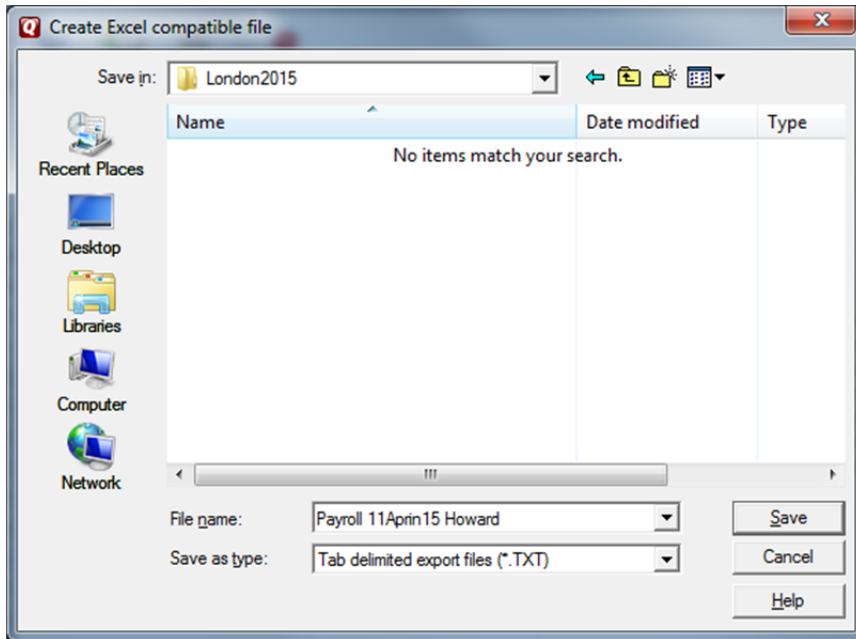 Create Excel compatible file
Save in: London2015
Name Date modified Type
No items match your search.
Recent Places
Desktop
Libraries
Computer
Network
File name: Payroll 11Aprin15 Howard Save
Save as type: Tab delimited export files (*.TXT) Cancel
Help